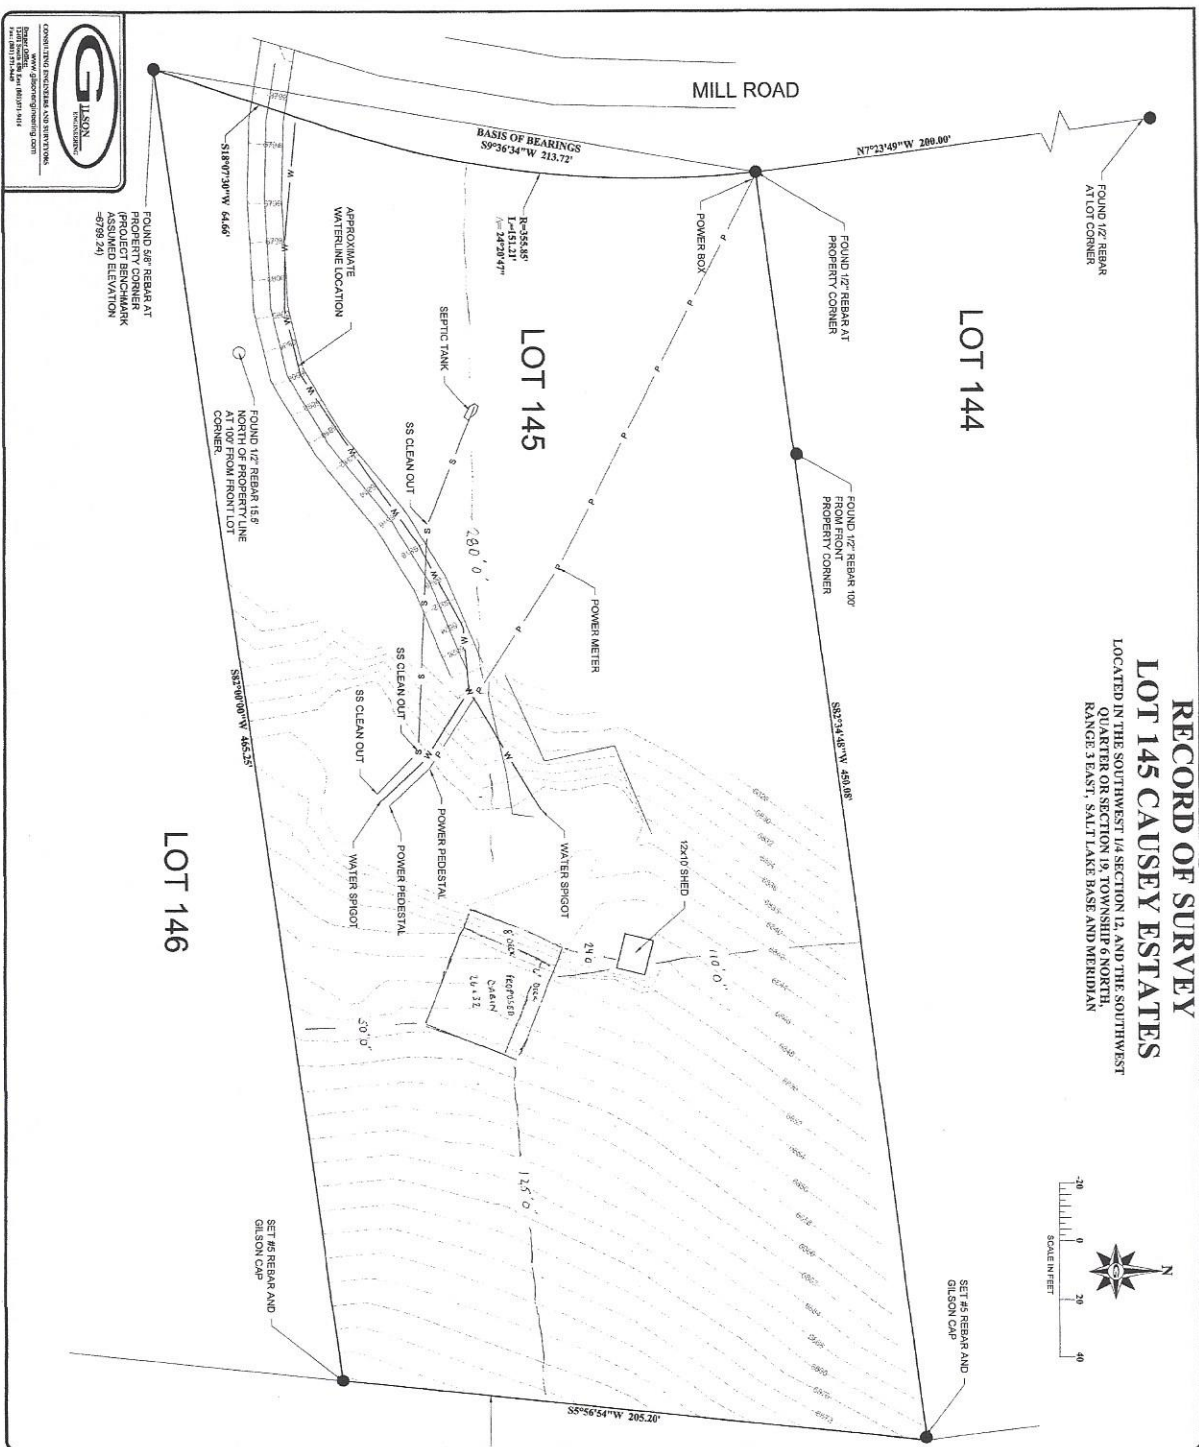 RECORD OF SURVEY
LOT 145 CAUSEY ESTATES
LOCATED IN THE SOUTHWEST 1/4 SECTION 12, AND THE SOUTHWEST
QUARTER OR SECTION 19, TOWNSHIP 6 NORTH,
RANGE 3 EAST, SALT LAKE BASE AND MERIDIAN
N
G
-20 0 20 40
SCALE IN FEET
FOUND 1/2" REBAR
AT LOT CORNER
N7°23'49"W 200.00'
MILL ROAD
LOT 144
FOUND 1/2" REBAR AT
PROPERTY CORNER
FOUND 1/2" REBAR 100'
FROM FRONT
PROPERTY CORNER
S82°34'48"W 450.08'
SET #5 REBAR AND
GILSON CAP
POWER BOX
BASIS OF BEARINGS
S9°36'34"W 213.72'
R=355.85'
L=151.21'
24°20'47"
LOT 145
POWER METER
12x10 SHED
110'0"
240
WATER SPIGOT
SEPTIC TANK
280'0"
SS CLEAN OUT
APPROXIMATE
WATERLINE LOCATION
6' DECK
8' DECK
PROPOSED
CABIN
26x32
125'0
POWER PEDESTAL
POWER PEDESTAL
SS CLEAN OUT
SS CLEAN OUT
WATER SPIGOT
50'0"
S18°07'30"W 64.66'
FOUND 1/2" REBAR 15.5'
NORTH OF PROPERTY LINE
AT 100' FROM FRONT LOT
CORNER.
S82°00'00"W 465.25'
S5°56'54"W 205.20'
SET #5 REBAR AND
GILSON CAP
LOT 146
FOUND 5/8" REBAR AT
PROPERTY CORNER
(PROJECT BENCHMARK
ASSUMED ELEVATION
=6799.24)
GILSON
ENGINEERING
CONSULTING ENGINEERS AND SURVEYORS
www.gilsonengineering.com
Draper Office: